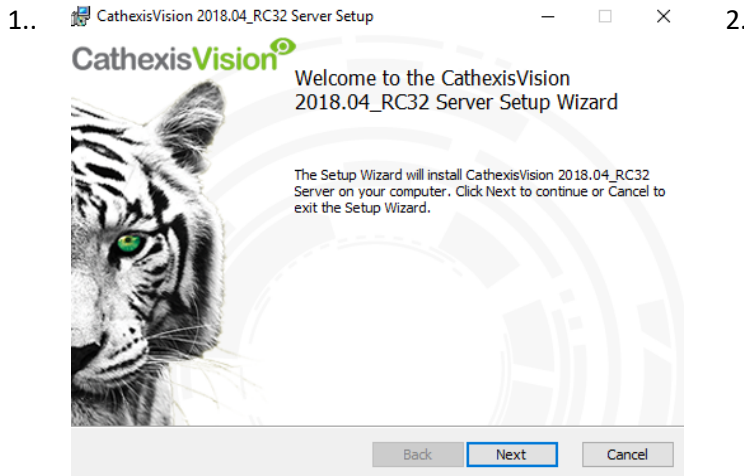 1..
CathexisVision 2018.04_RC32 Server Setup
2.
CathexisVision
Welcome to the CathexisVision
2018.04_RC32 Server Setup Wizard
The Setup Wizard will install CathexisVision 2018.04_RC32
Server on your computer. Click Next to continue or Cancel to
exit the Setup Wizard.
Back Next Cancel